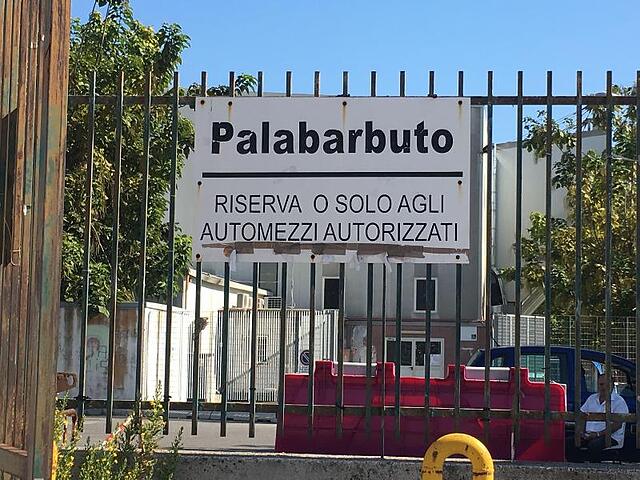 Palabarbuto
RISERVA O SOLO AGLI
AUTOMEZZI AUTORIZZATI